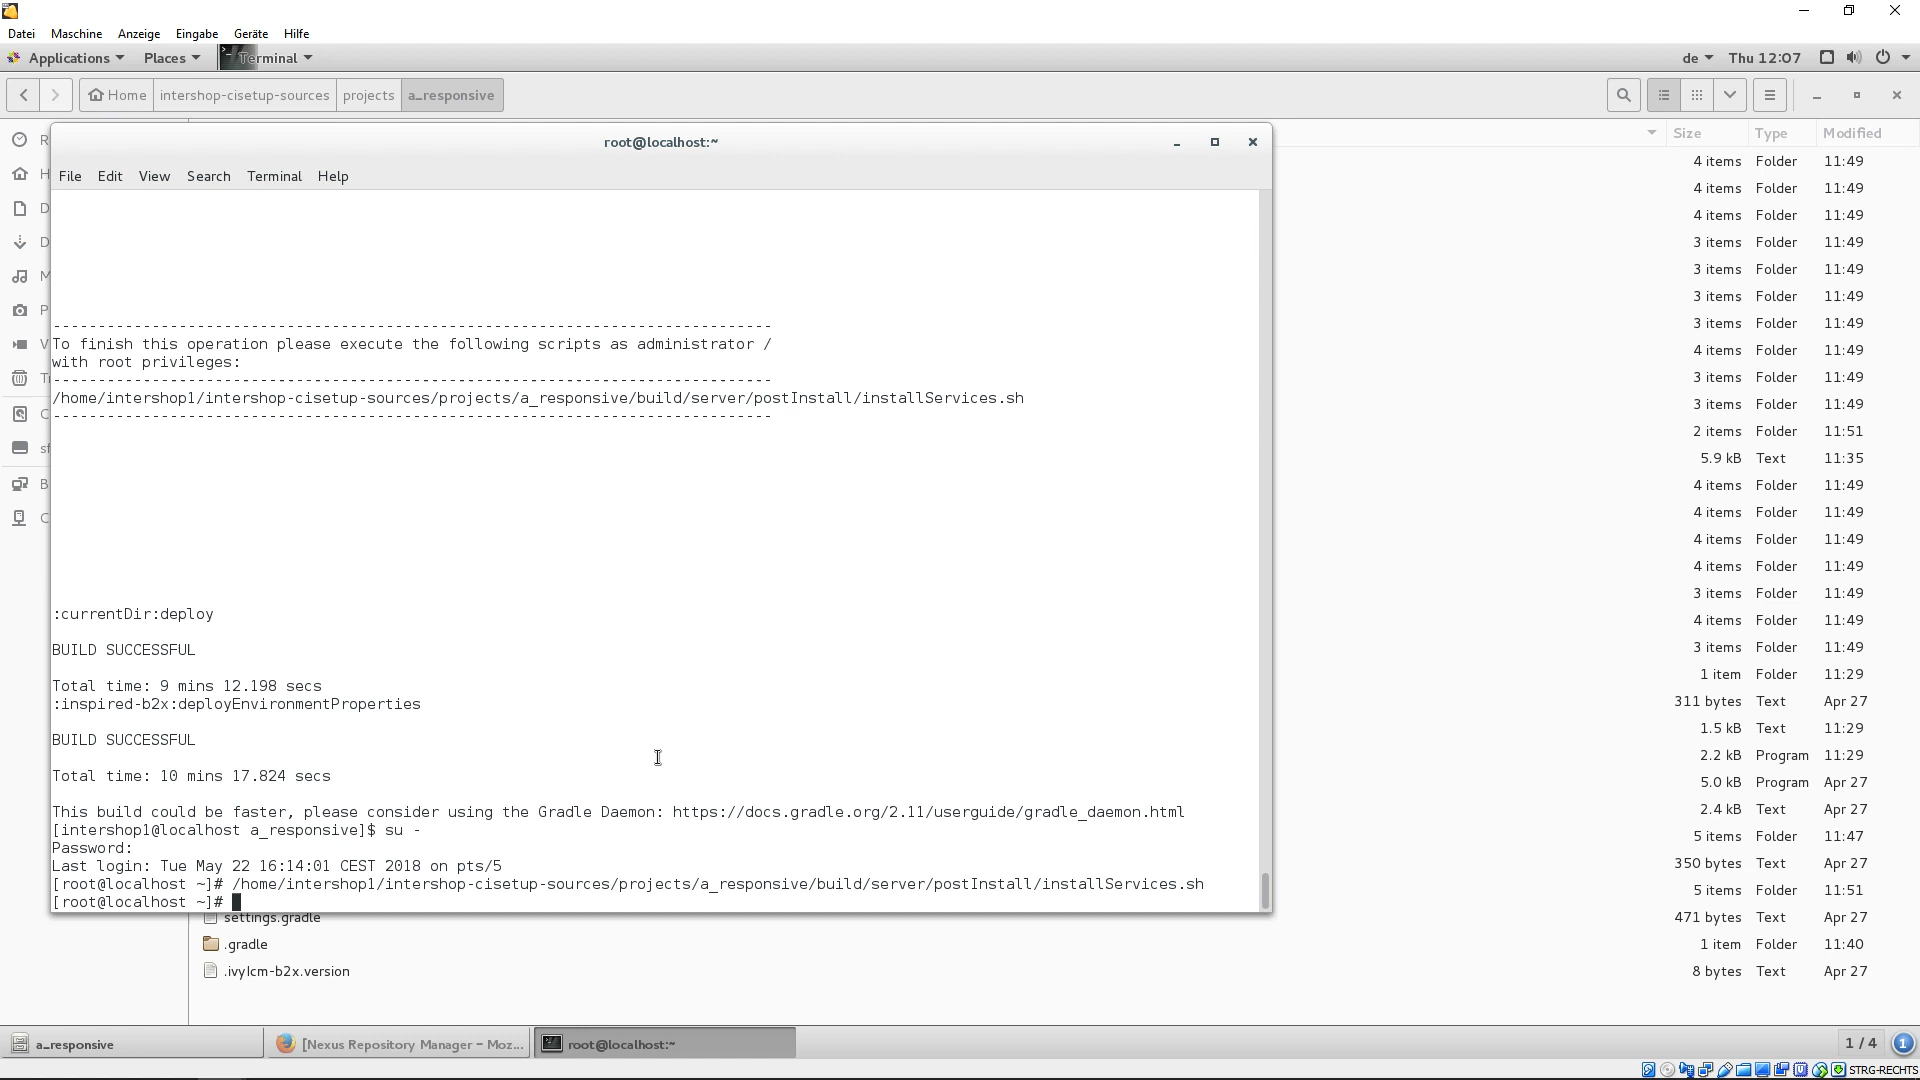 Datei Maschine Anzeige Eingabe Geräte Hilfe
Applications Places Terminal de Thu 12:07
Home intershop-cisetup-sources projects a_responsive
Size Type Modified
root@localhost:~
File Edit View Search Terminal Help
R
H
D
D
M
P
V
Tr
C
sf
B
C
--------------------------------------------------------------------------------
To finish this operation please execute the following scripts as administrator /
with root privileges:
--------------------------------------------------------------------------------
/home/intershop1/intershop-cisetup-sources/projects/a_responsive/build/server/postInstall/installServices.sh
--------------------------------------------------------------------------------
:currentDir:deploy
BUILD SUCCESSFUL
Total time: 9 mins 12.198 secs
:inspired-b2x:deployEnvironmentProperties
BUILD SUCCESSFUL
Total time: 10 mins 17.824 secs
This build could be faster, please consider using the Gradle Daemon: https://docs.gradle.org/2.11/userguide/gradle_daemon.html
[intershop1@localhost a_responsive]$ su -
Password:
Last login: Tue May 22 16:14:01 CEST 2018 on pts/5
[root@localhost ~]# /home/intershop1/intershop-cisetup-sources/projects/a_responsive/build/server/postInstall/installServices.sh
[root@localhost ~]#
4 items Folder 11:49
4 items Folder 11:49
4 items Folder 11:49
3 items Folder 11:49
3 items Folder 11:49
3 items Folder 11:49
3 items Folder 11:49
4 items Folder 11:49
3 items Folder 11:49
3 items Folder 11:49
2 items Folder 11:51
5.9 kB Text 11:35
4 items Folder 11:49
4 items Folder 11:49
4 items Folder 11:49
4 items Folder 11:49
3 items Folder 11:49
4 items Folder 11:49
3 items Folder 11:49
1 item Folder 11:29
311 bytes Text Apr 27
1.5 kB Text 11:29
2.2 kB Program 11:29
5.0 kB Program Apr 27
2.4 kB Text Apr 27
5 items Folder 11:47
350 bytes Text Apr 27
5 items Folder 11:51
settings.gradle 471 bytes Text Apr 27
.gradle 1 item Folder 11:40
.ivylcm-b2x.version 8 bytes Text Apr 27
a_responsive [Nexus Repository Manager – Moz... root@localhost:~ 1 / 4 1
STRG-RECHTS